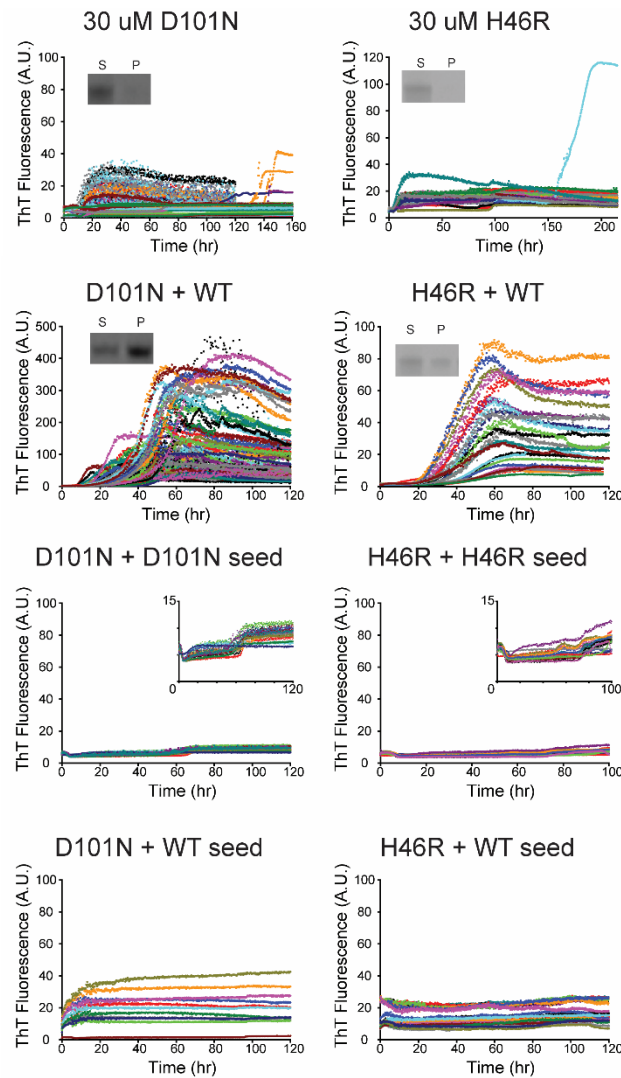 30 uM D101N
ThT Fluorescence (A.U.)
100
80
60
40
20
0
S P
0 20 40 60 80 100 120 140 160
Time (hr)
30 uM H46R
ThT Fluorescence (A.U.)
120
100
80
60
40
20
0
S P
0 50 100 150 200
Time (hr)
D101N + WT
ThT Fluorescence (A.U.)
500
400
300
200
100
0
S P
0 20 40 60 80 100 120
Time (hr)
H46R + WT
ThT Fluorescence (A.U.)
100
80
60
40
20
0
S P
0 20 40 60 80 100 120
Time (hr)
D101N + D101N seed
ThT Fluorescence (A.U.)
100
80
60
40
20
0
15
0 120
0 20 40 60 80 100 120
Time (hr)
H46R + H46R seed
ThT Fluorescence (A.U.)
100
80
60
40
20
0
15
0 100
0 20 40 60 80 100
Time (hr)
D101N + WT seed
ThT Fluorescence (A.U.)
100
80
60
40
20
0
0 20 40 60 80 100 120
Time (hr)
H46R + WT seed
ThT Fluorescence (A.U.)
100
80
60
40
20
0
0 20 40 60 80 100 120
Time (hr)